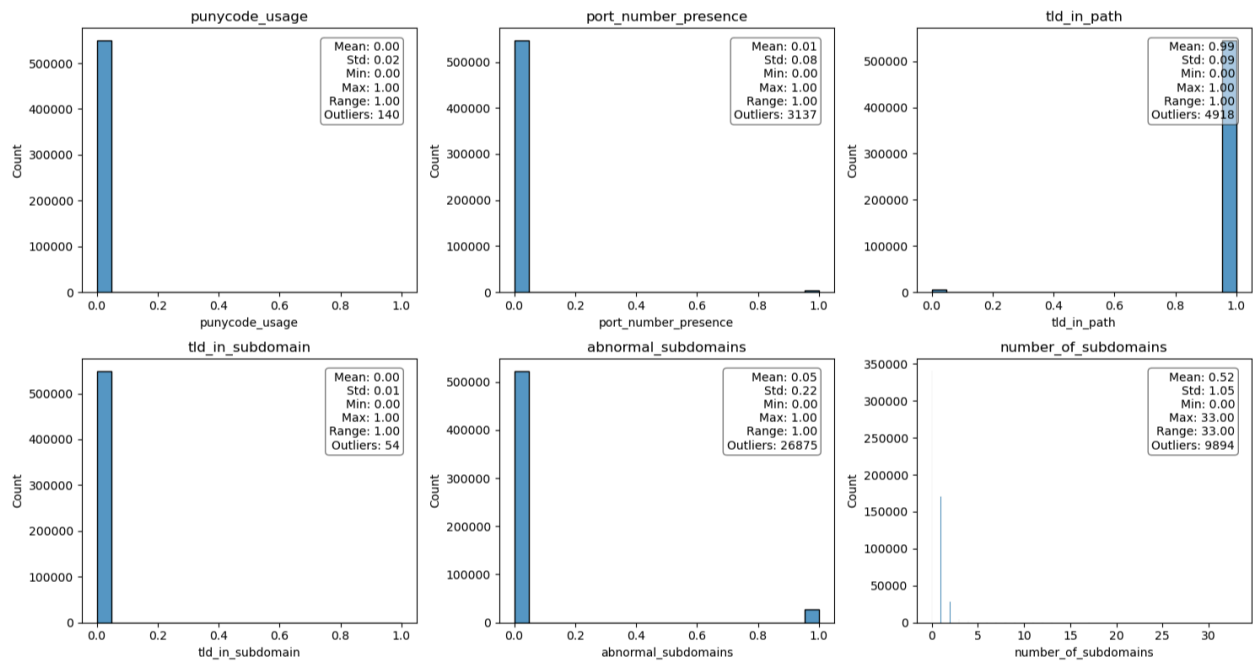 punycode_usage
Mean: 0.00
Std: 0.02
Min: 0.00
Max: 1.00
Range: 1.00
Outliers: 140
500000
400000
300000
200000
100000
0
Count
0.0 0.2 0.4 0.6 0.8 1.0
punycode_usage
port_number_presence
Mean: 0.01
Std: 0.08
Min: 0.00
Max: 1.00
Range: 1.00
Outliers: 3137
500000
400000
300000
200000
100000
0
Count
0.0 0.2 0.4 0.6 0.8 1.0
port_number_presence
tld_in_path
Mean: 0.99
Std: 0.09
Min: 0.00
Max: 1.00
Range: 1.00
Outliers: 4918
500000
400000
300000
200000
100000
0
Count
0.0 0.2 0.4 0.6 0.8 1.0
tld_in_path
tld_in_subdomain
Mean: 0.00
Std: 0.01
Min: 0.00
Max: 1.00
Range: 1.00
Outliers: 54
500000
400000
300000
200000
100000
0
Count
0.0 0.2 0.4 0.6 0.8 1.0
tld_in_subdomain
abnormal_subdomains
Mean: 0.05
Std: 0.22
Min: 0.00
Max: 1.00
Range: 1.00
Outliers: 26875
500000
400000
300000
200000
100000
0
Count
0.0 0.2 0.4 0.6 0.8 1.0
abnormal_subdomains
number_of_subdomains
Mean: 0.52
Std: 1.05
Min: 0.00
Max: 33.00
Range: 33.00
Outliers: 9894
350000
300000
250000
200000
150000
100000
50000
0
Count
0 5 10 15 20 25 30
number_of_subdomains